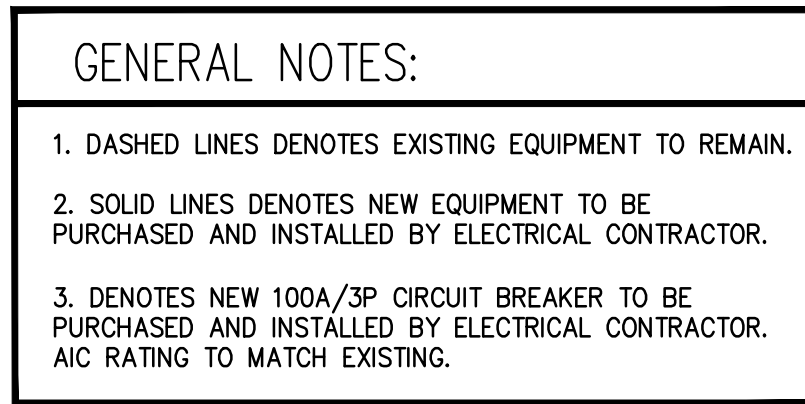 GENERAL NOTES:
1. DASHED LINES DENOTES EXISTING EQUIPMENT TO REMAIN.
2. SOLID LINES DENOTES NEW EQUIPMENT TO BE
PURCHASED AND INSTALLED BY ELECTRICAL CONTRACTOR.
3. DENOTES NEW 100A/3P CIRCUIT BREAKER TO BE
PURCHASED AND INSTALLED BY ELECTRICAL CONTRACTOR.
AIC RATING TO MATCH EXISTING.